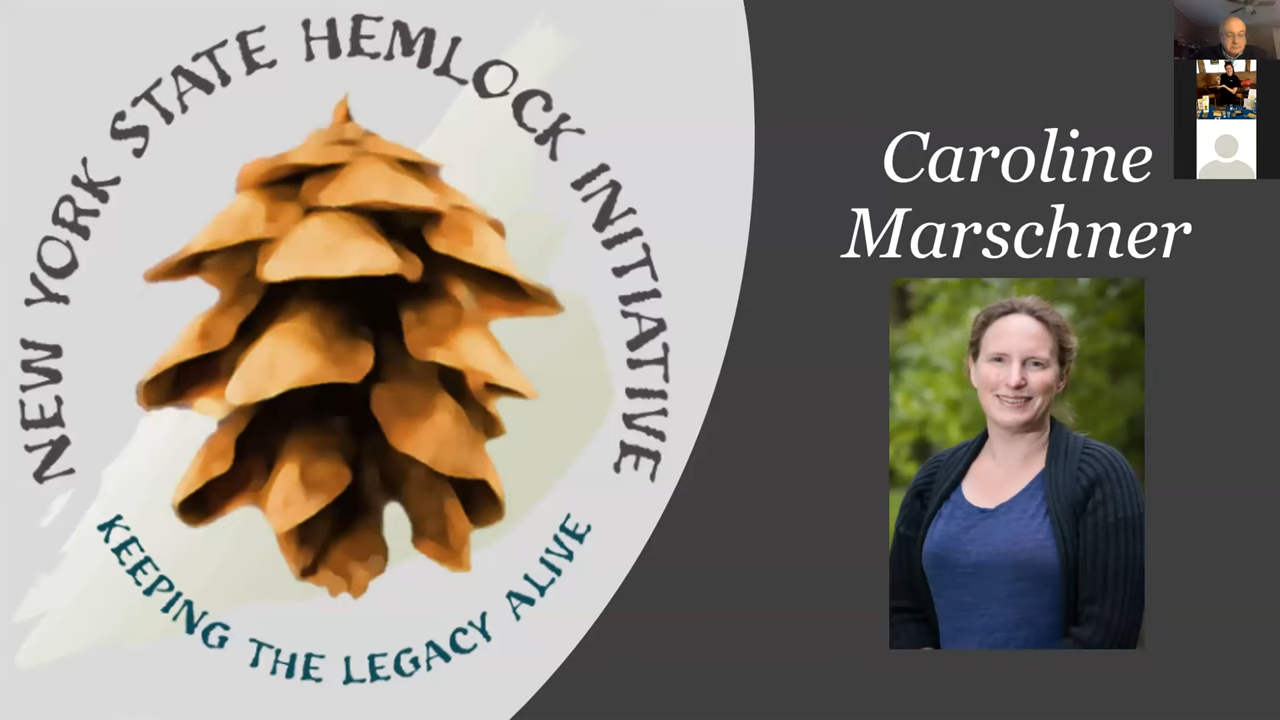 NEW YORK STATE HEMLOCK INITIATIVE
KEEPING THE LEGACY ALIVE
Caroline
Marschner